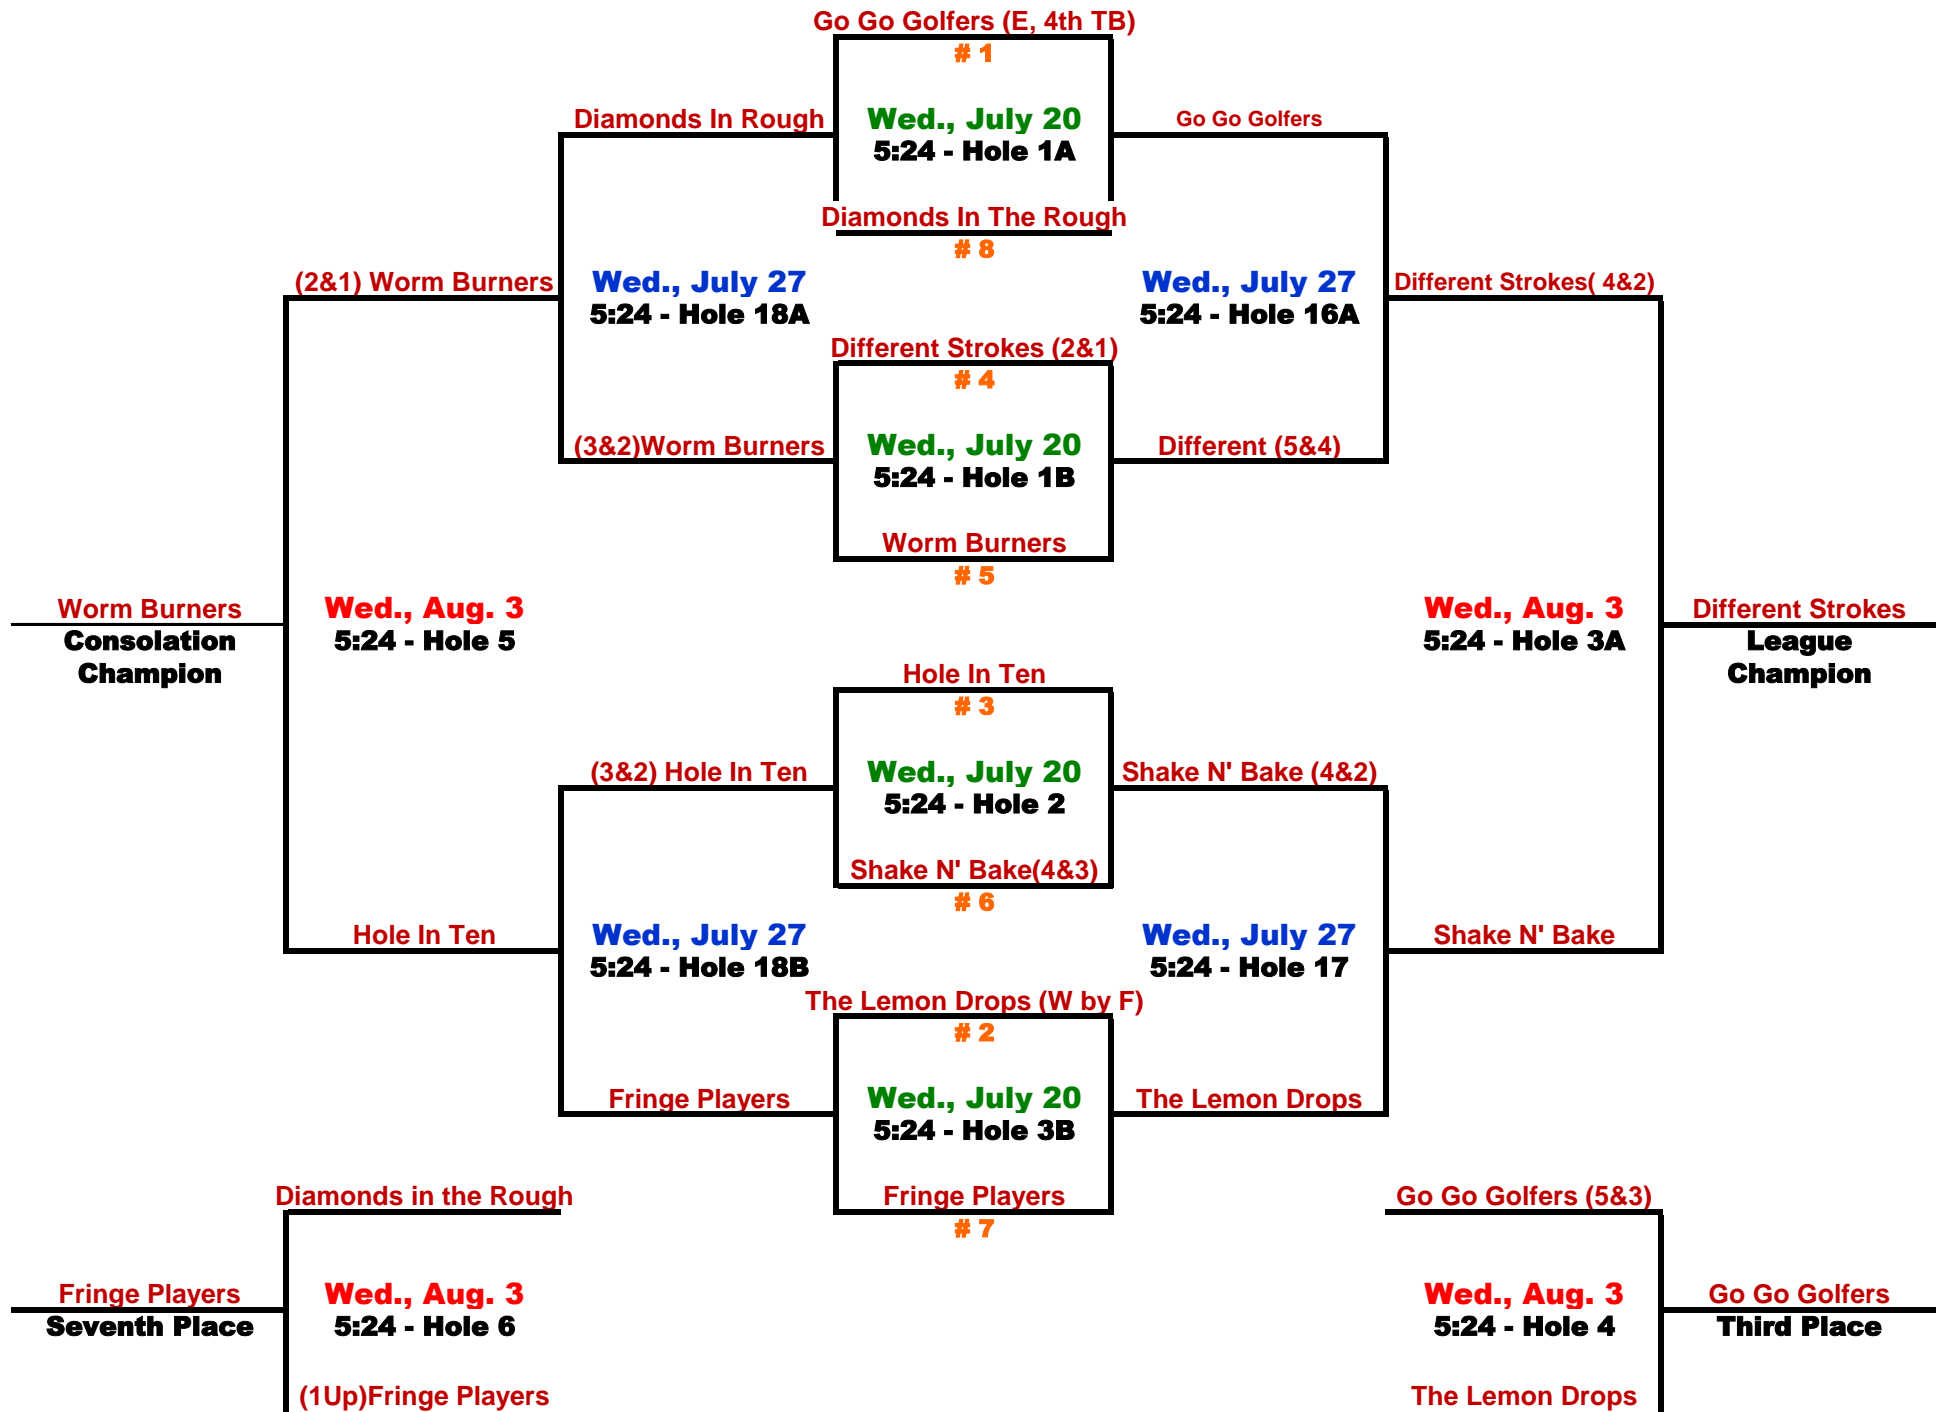 Go Go Golfers (E, 4th TB)
# 1
Diamonds In Rough
Wed., July 20
5:24 - Hole 1A
Go Go Golfers
Diamonds In The Rough
# 8
(2&1) Worm Burners
Wed., July 27
5:24 - Hole 18A
Wed., July 27
5:24 - Hole 16A
Different Strokes( 4&2)
Different Strokes (2&1)
# 4
(3&2)Worm Burners
Wed., July 20
5:24 - Hole 1B
Different (5&4)
Worm Burners
# 5
Worm Burners
Consolation
Champion
Wed., Aug. 3
5:24 - Hole 5
Wed., Aug. 3
5:24 - Hole 3A
Different Strokes
League
Champion
Hole In Ten
# 3
(3&2) Hole In Ten
Wed., July 20
5:24 - Hole 2
Shake N' Bake (4&2)
Shake N' Bake(4&3)
# 6
Hole In Ten
Wed., July 27
5:24 - Hole 18B
Wed., July 27
5:24 - Hole 17
Shake N' Bake
The Lemon Drops (W by F)
# 2
Fringe Players
Wed., July 20
5:24 - Hole 3B
The Lemon Drops
Fringe Players
# 7
Diamonds in the Rough
Go Go Golfers (5&3)
Fringe Players
Seventh Place
Wed., Aug. 3
5:24 - Hole 6
Wed., Aug. 3
5:24 - Hole 4
Go Go Golfers
Third Place
(1Up)Fringe Players
The Lemon Drops